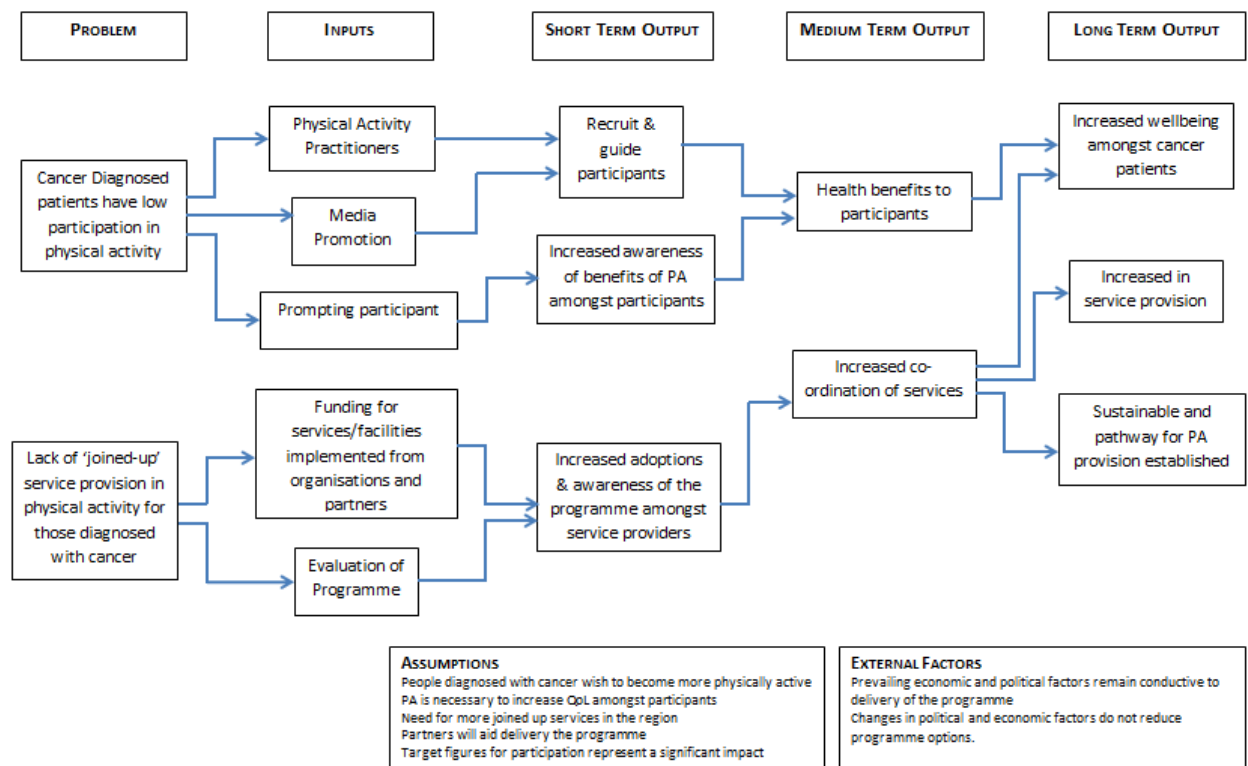 PROBLEM
INPUTS
SHORT TERM OUTPUT
MEDIUM TERM OUTPUT
LONG TERM OUTPUT
Cancer Diagnosed
patients have low
participation in
physical activity
Physical Activity
Practitioners
Media
Promotion
Prompting participant
Recruit &
guide
participants
Increased awareness
of benefits of PA
amongst participants
Health benefits to
participants
Increased wellbeing
amongst cancer
patients
Increased in
service provision
Lack of ‘joined-up’
service provision in
physical activity for
those diagnosed
with cancer
Funding for
services/facilities
implemented from
organisations and
partners
Evaluation of
Programme
Increased adoptions
& awareness of the
programme amongst
service providers
Increased co-
ordination of services
Sustainable and
pathway for PA
provision established
ASSUMPTIONS
People diagnosed with cancer wish to become more physically active
PA is necessary to increase QoL amongst participants
Need for more joined up services in the region
Partners will aid delivery the programme
Target figures for participation represent a significant impact
EXTERNAL FACTORS
Prevailing economic and political factors remain conductive to
delivery of the programme
Changes in political and economic factors do not reduce
programme options.